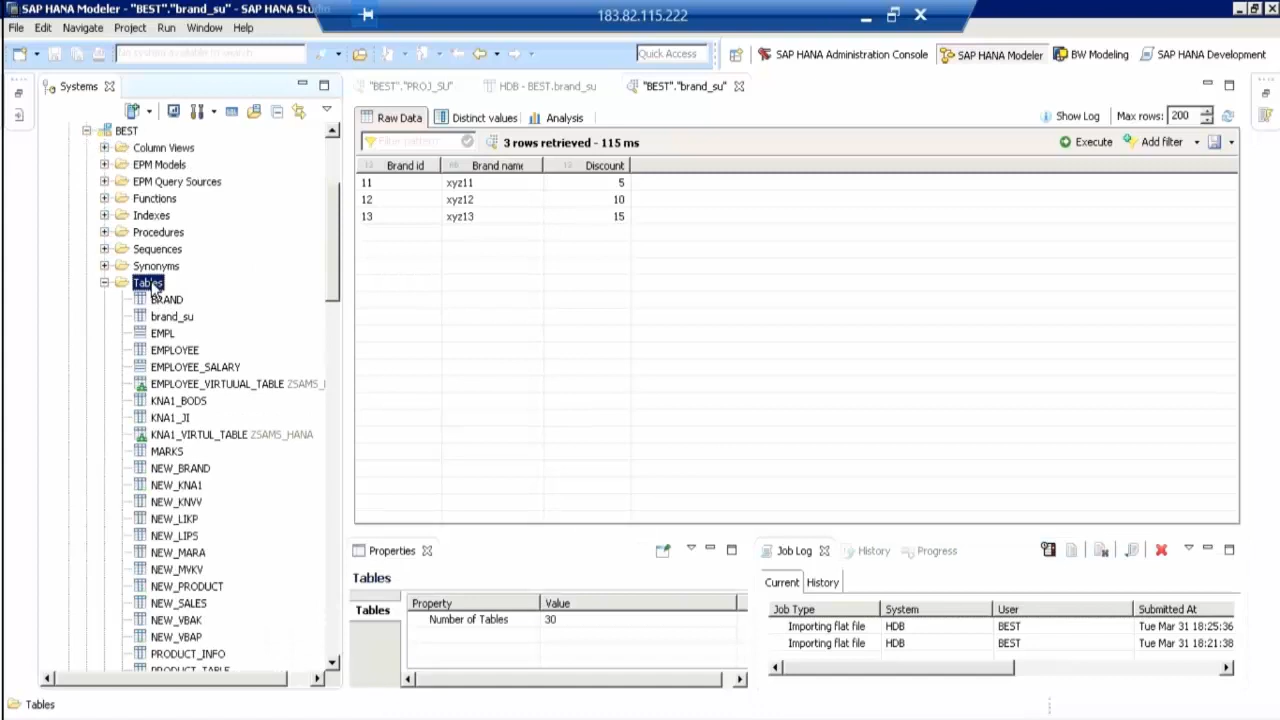 SAP HANA Modeler - "BEST"."brand_su" - SAP HANA Stu
183.82.115.222
File Edit Navigate Project Run Window Help
Quick Access
SAP HANA Administration Console
SAP HANA Modeler
BW Modeling
SAP HANA Development
Systems
"BEST"."PROJ_SU"
HDB - BEST.brand_su
"BEST"."brand_su"
Raw Data
Distinct values
Analysis
Show Log
Max rows: 200
Filter pattern
3 rows retrieved - 115 ms
Execute
Add filter
Brand id Brand name Discount
11 xyz11 5
12 xyz12 10
13 xyz13 15
BEST
Column Views
EPM Models
EPM Query Sources
Functions
Indexes
Procedures
Sequences
Synonyms
Tables
BRAND
brand_su
EMPL
EMPLOYEE
EMPLOYEE_SALARY
EMPLOYEE_VIRTUUAL_TABLE ZSAMS_
KNA1_BODS
KNA1_JI
KNA1_VIRTUL_TABLE ZSAMS_HANA
MARKS
NEW_BRAND
NEW_KNA1
NEW_KNVV
NEW_LIKP
NEW_LIPS
NEW_MARA
NEW_MVKV
NEW_PRODUCT
NEW_SALES
NEW_VBAK
NEW_VBAP
PRODUCT_INFO
PRODUCT_TABLE
Properties
Tables
Tables
Property Value
Number of Tables 30
Job Log
History
Progress
Current History
Job Type System User Submitted At
Importing flat file HDB BEST Tue Mar 31 18:25:36
Importing flat file HDB BEST Tue Mar 31 18:21:38
Tables